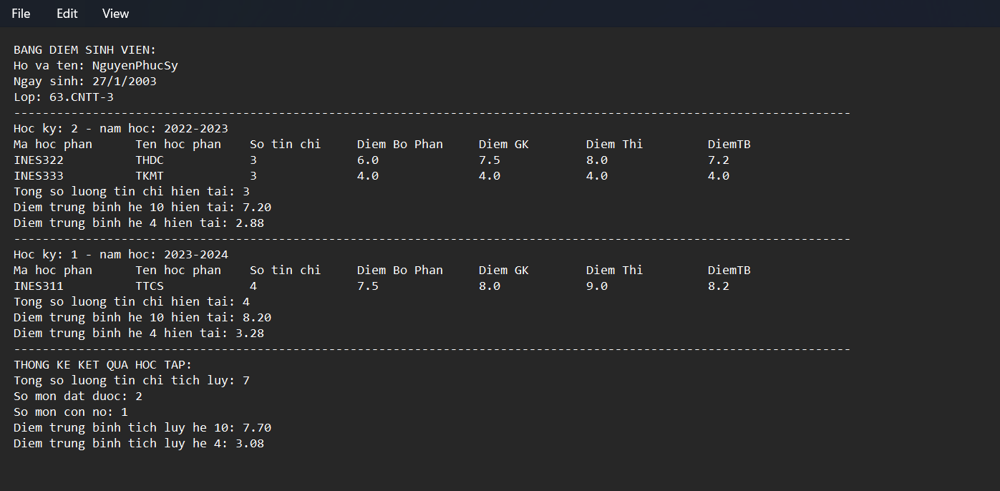 File Edit View
BANG DIEM SINH VIEN:
Ho va ten: NguyenPhucSy
Ngay sinh: 27/1/2003
Lop: 63.CNTT-3
---------------------------------------------------------------------------------------------------------------------
Hoc ky: 2 - nam hoc: 2022-2023
Ma hoc phan      Ten hoc phan    So tin chi     Diem Bo Phan     Diem GK        Diem Thi         DiemTB
INES322          THDC            3              6.0              7.5            8.0              7.2
INES333          TKMT            3              4.0              4.0            4.0              4.0
Tong so luong tin chi hien tai: 3
Diem trung binh he 10 hien tai: 7.20
Diem trung binh he 4 hien tai: 2.88
---------------------------------------------------------------------------------------------------------------------
Hoc ky: 1 - nam hoc: 2023-2024
Ma hoc phan      Ten hoc phan    So tin chi     Diem Bo Phan     Diem GK        Diem Thi         DiemTB
INES311          TTCS            4              7.5              8.0            9.0              8.2
Tong so luong tin chi hien tai: 4
Diem trung binh he 10 hien tai: 8.20
Diem trung binh he 4 hien tai: 3.28
---------------------------------------------------------------------------------------------------------------------
THONG KE KET QUA HOC TAP:
Tong so luong tin chi tich luy: 7
So mon dat duoc: 2
So mon con no: 1
Diem trung binh tich luy he 10: 7.70
Diem trung binh tich luy he 4: 3.08